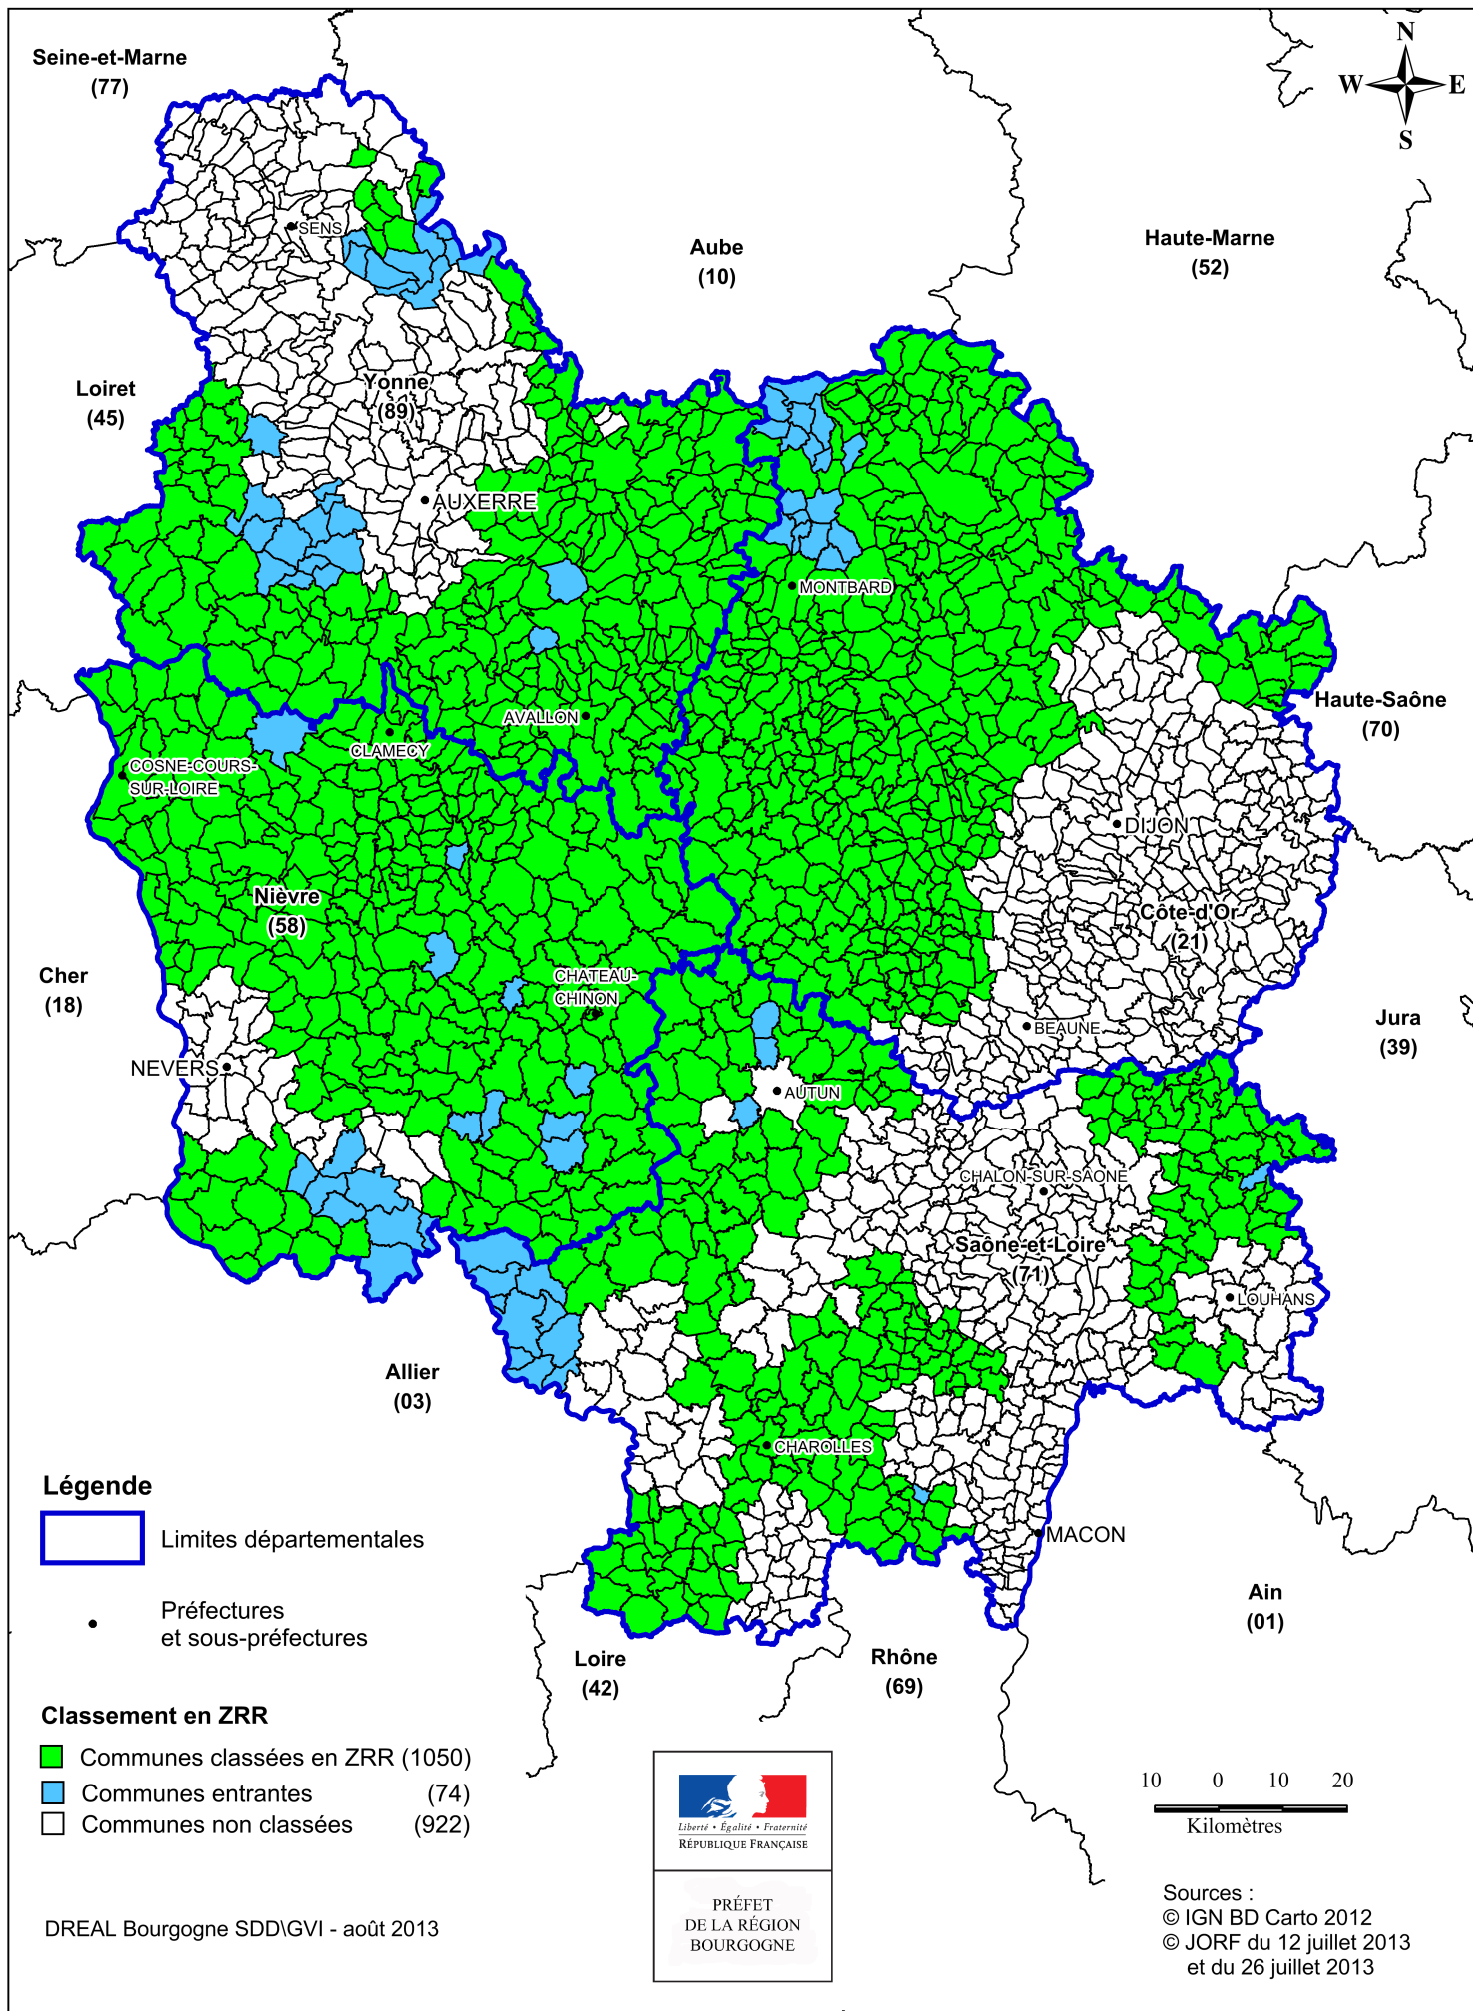 Seine-et-Marne
(77)
N
W
E
S
SENS
Aube
(10)
Haute-Marne
(52)
Loiret
(45)
Yonne
(89)
AUXERRE
MONTBARD
Haute-Saône
(70)
AVALLON
CLAMECY
COSNE-COURS-
SUR-LOIRE
DIJON
Nièvre
(58)
Côte-d'Or
(21)
Cher
(18)
CHATEAU-
CHINON
Jura
(39)
BEAUNE
NEVERS
AUTUN
CHALON-SUR-SAONE
Saône-et-Loire
(71)
LOUHANS
Allier
(03)
CHAROLLES
MACON
Ain
(01)
Loire
(42)
Rhône
(69)
Légende
Limites départementales
Préfectures
et sous-préfectures
Classement en ZRR
Communes classées en ZRR (1050)
Communes entrantes (74)
Communes non classées (922)
DREAL Bourgogne SDD\GVI - août 2013
Liberté • Égalité • Fraternité
RÉPUBLIQUE FRANÇAISE
PRÉFET
DE LA RÉGION
BOURGOGNE
10 0 10 20
Kilomètres
Sources :
© IGN BD Carto 2012
© JORF du 12 juillet 2013
et du 26 juillet 2013